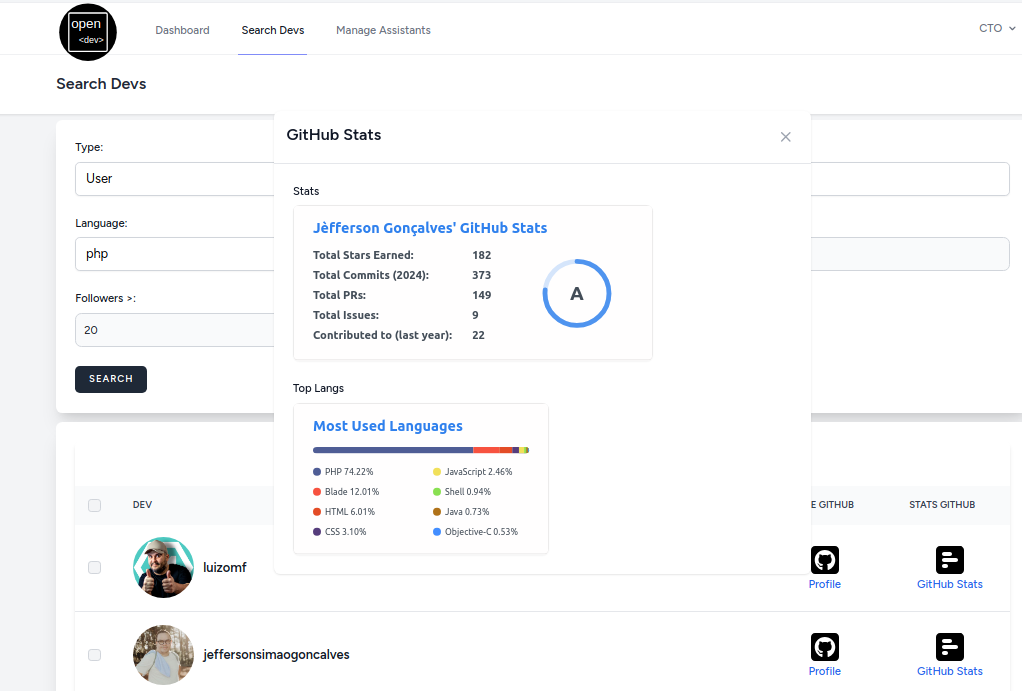 open
<dev>
Dashboard
Search Devs
Manage Assistants
CTO
Search Devs
Type:
User
Language:
php
Followers >:
20
SEARCH
GitHub Stats
Stats
Jèfferson Gonçalves' GitHub Stats
Total Stars Earned: 182
Total Commits (2024): 373
Total PRs: 149
Total Issues: 9
Contributed to (last year): 22
A
Top Langs
Most Used Languages
PHP 74.22%
Blade 12.01%
HTML 6.01%
CSS 3.10%
JavaScript 2.46%
Shell 0.94%
Java 0.73%
Objective-C 0.53%
DEV
E GITHUB
STATS GITHUB
luizomf
Profile
GitHub Stats
jeffersonsimaogoncalves
Profile
GitHub Stats